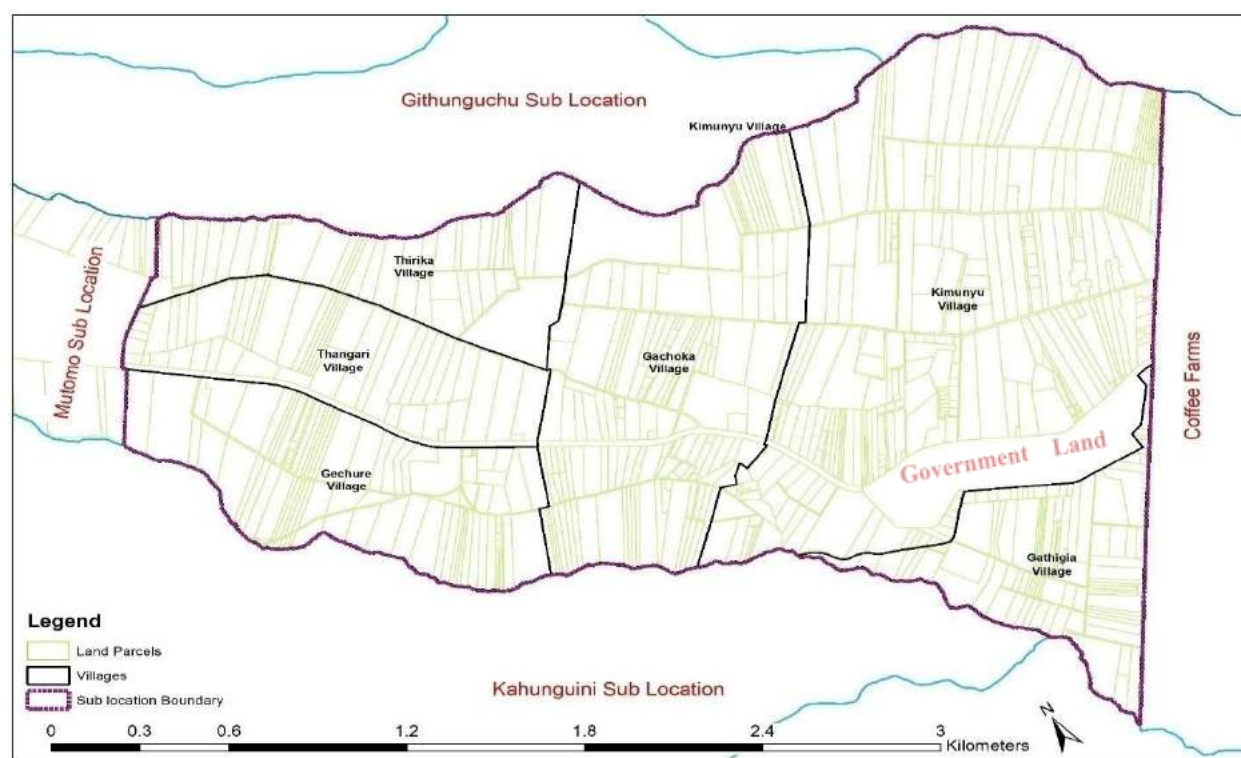 Githunguchu Sub Location
Kimunyu Village
Thirika
Village
Mutomo Sub Location
Kimunyu
Village
Thangari
Village
Gachoka
Village
Coffee Farms
Government Land
Gechure
Village
Gathigia
Village
Legend
Land Parcels
Villages
Sub location Boundary
Kahunguini Sub Location
N
0 0.3 0.6 1.2 1.8 2.4 3
Kilometers